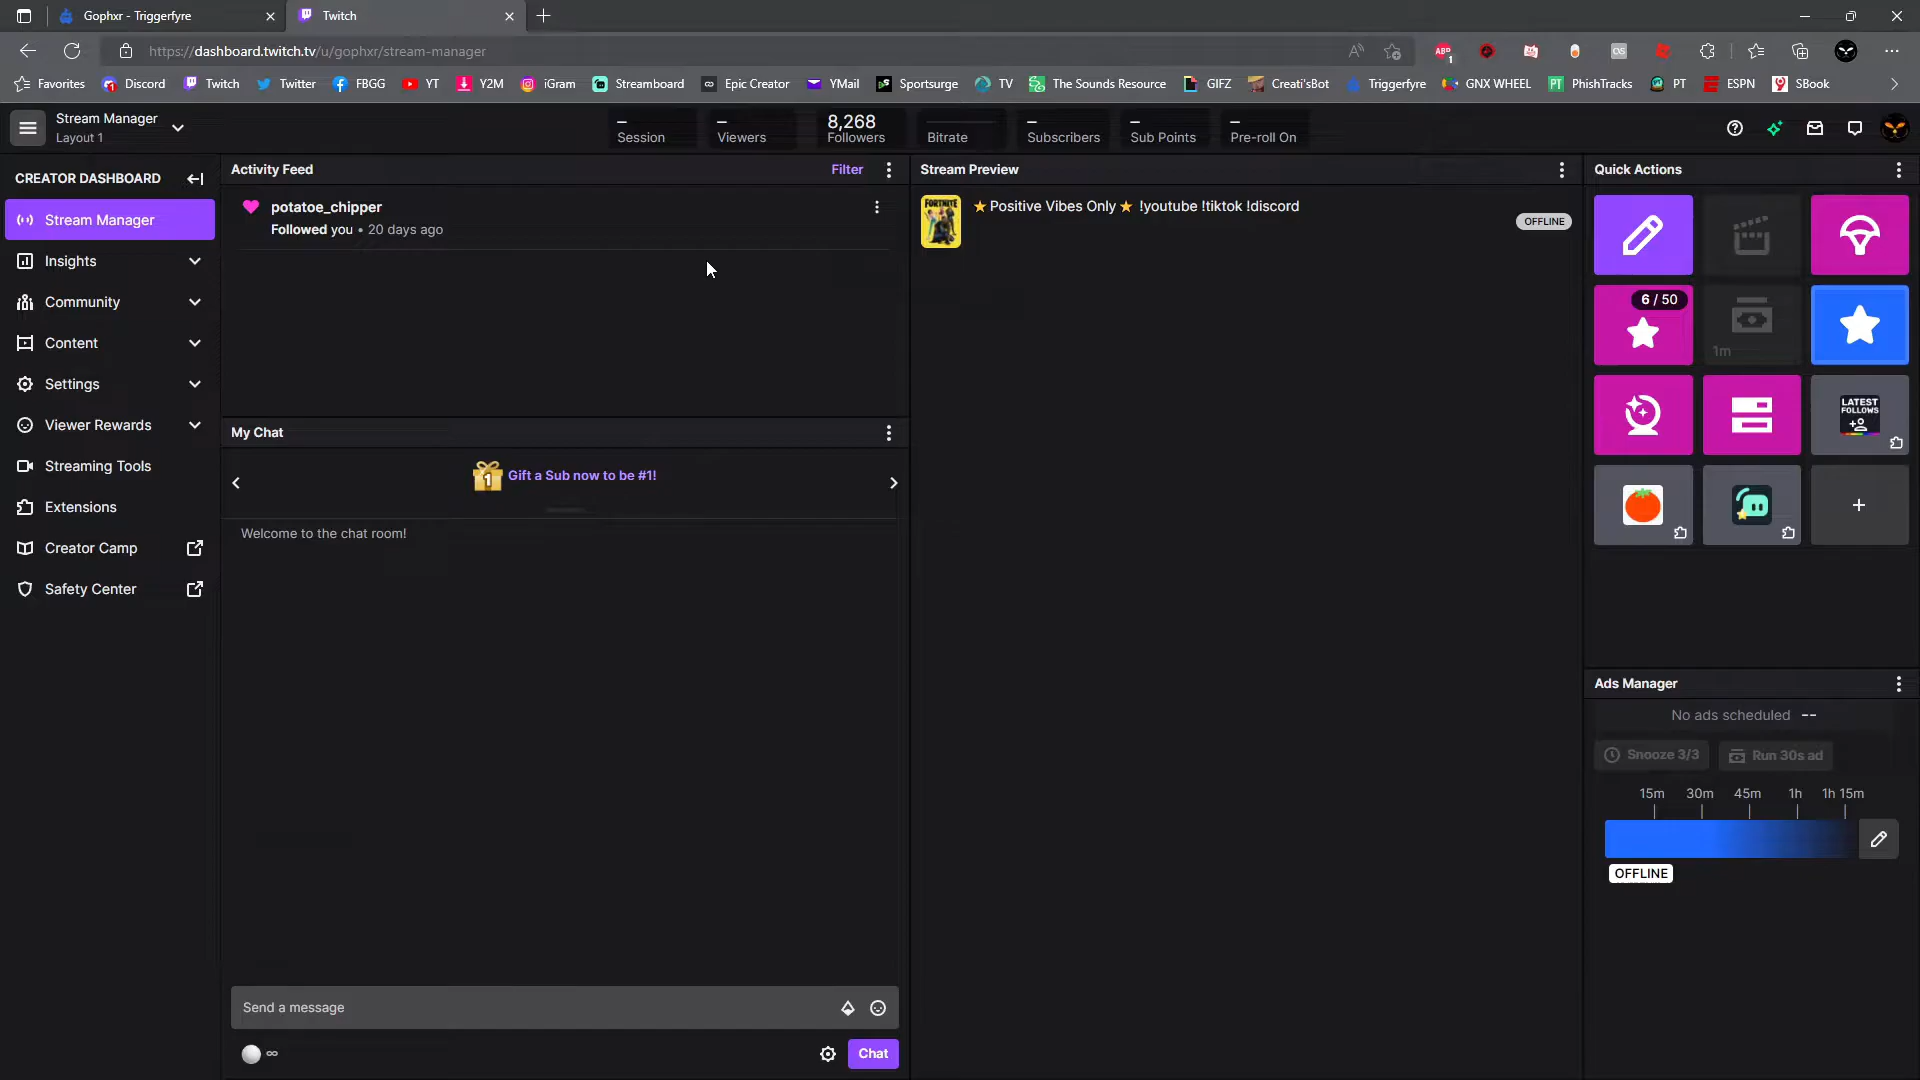 Gophxr - Triggerfyre
Twitch
https://dashboard.twitch.tv/u/gophxr/stream-manager
Favorites
Discord
Twitch
Twitter
FBGG
YT
Y2M
iGram
Streamboard
Epic Creator
YMail
Sportsurge
TV
The Sounds Resource
GIFZ
Creati'sBot
Triggerfyre
GNX WHEEL
PhishTracks
PT
ESPN
SBook
Stream Manager
Layout 1
– Session
– Viewers
8,268 Followers
Bitrate
– Subscribers
– Sub Points
– Pre-roll On
CREATOR DASHBOARD
Stream Manager
Insights
Community
Content
Settings
Viewer Rewards
Streaming Tools
Extensions
Creator Camp
Safety Center
Activity Feed
Filter
potatoe_chipper
Followed you • 20 days ago
My Chat
1
Gift a Sub now to be #1!
Welcome to the chat room!
Send a message
Chat
Stream Preview
FORTNITE
★Positive Vibes Only★ !youtube !tiktok !discord
OFFLINE
Quick Actions
6 / 50
1m
LATEST
FOLLOWS
Ads Manager
No ads scheduled --
Snooze 3/3
Run 30s ad
15m 30m 45m 1h 1h 15m
OFFLINE